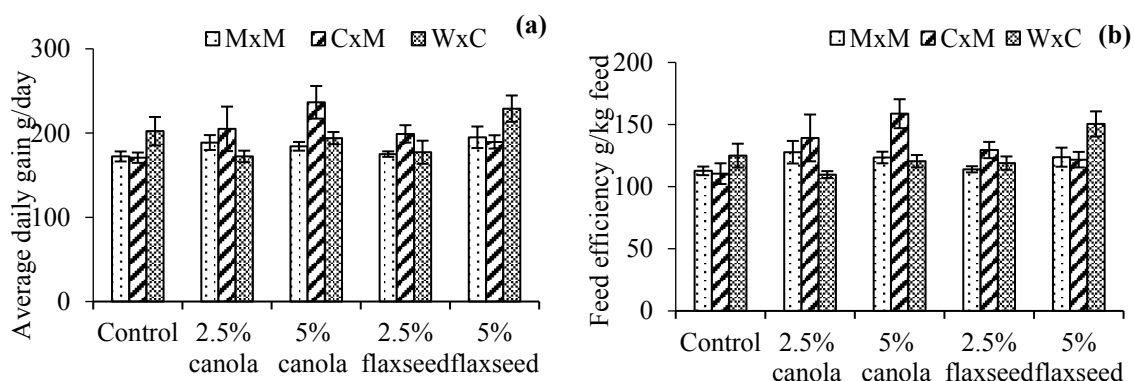 (a)
MxM CxM WxC
Average daily gain g/day
300
200
100
0
Control 2.5% 5% 2.5% 5%
canola canola flaxseed flaxseed
(b)
MxM CxM WxC
Feed efficiency g/kg feed
200
150
100
50
0
Control 2.5% 5% 2.5% 5%
canola canola flaxseed flaxseed